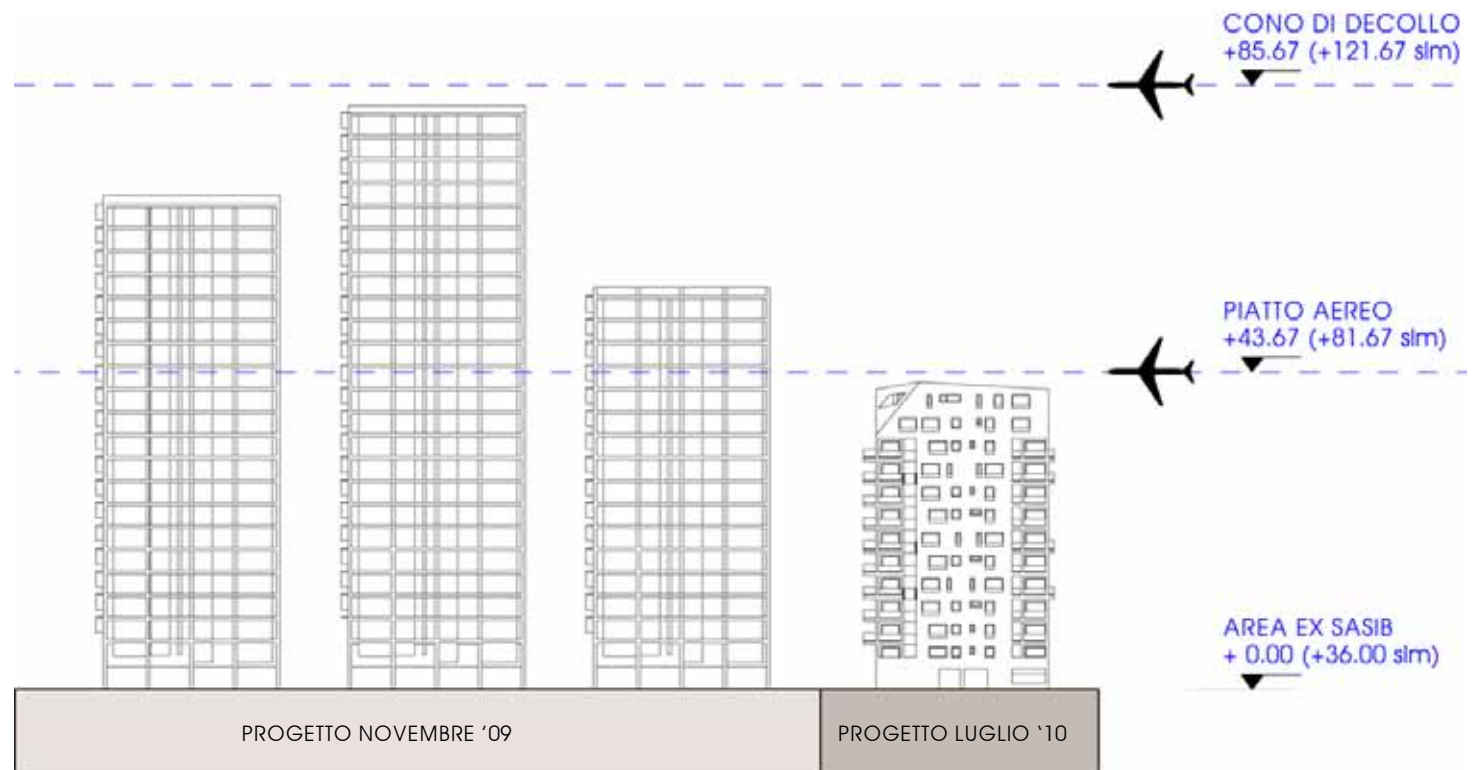 CONO DI DECOLLO
+85.67 (+121.67 slm)
PIATTO AEREO
+43.67 (+81.67 slm)
AREA EX SASIB
+ 0.00 (+36.00 slm)
PROGETTO NOVEMBRE '09
PROGETTO LUGLIO '10